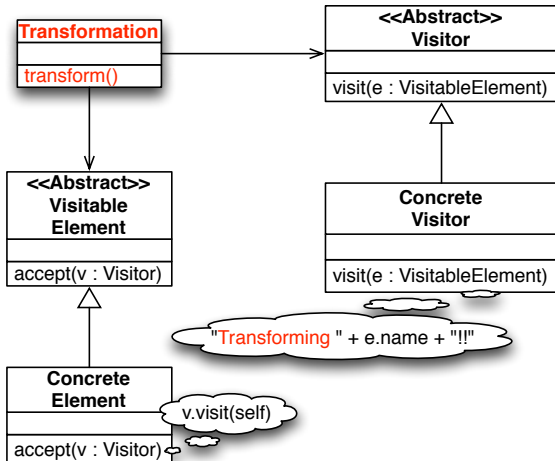 Transformation
transform()
<<Abstract>>
Visitor
visit(e : VisitableElement)
<<Abstract>>
Visitable
Element
accept(v : Visitor)
Concrete
Visitor
visit(e : VisitableElement)
"Transforming " + e.name + "!!"
Concrete
Element
v.visit(self)
accept(v : Visitor)